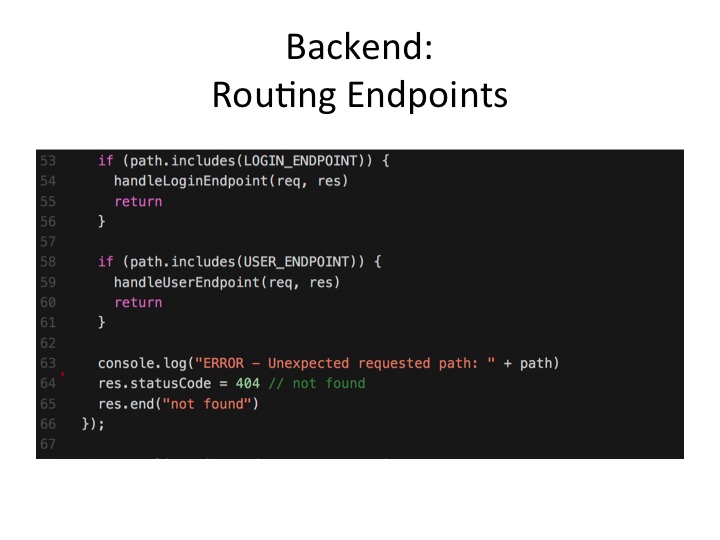 Backend:
Routing Endpoints
53 if (path.includes(LOGIN_ENDPOINT)) {
54 handleLoginEndpoint(req, res)
55 return
56 }
57
58 if (path.includes(USER_ENDPOINT)) {
59 handleUserEndpoint(req, res)
60 return
61 }
62
63 console.log("ERROR - Unexpected requested path: " + path)
64 res.statusCode = 404 // not found
65 res.end("not found")
66 });
67